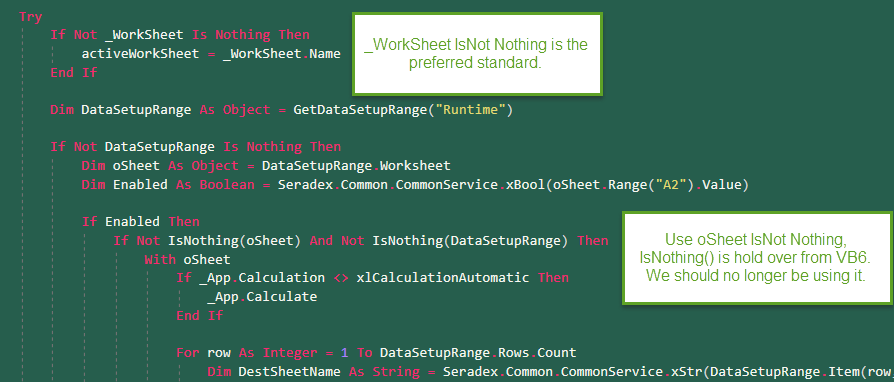 Try
If Not _WorkSheet Is Nothing Then
activeWorkSheet = _WorkSheet.Name
End If
_WorkSheet IsNot Nothing is the
preferred standard.
Dim DataSetupRange As Object = GetDataSetupRange("Runtime")
If Not DataSetupRange Is Nothing Then
Dim oSheet As Object = DataSetupRange.Worksheet
Dim Enabled As Boolean = Seradex.Common.CommonService.xBool(oSheet.Range("A2").Value)
If Enabled Then
If Not IsNothing(oSheet) And Not IsNothing(DataSetupRange) Then
With oSheet
If _App.Calculation <> xlCalculationAutomatic Then
_App.Calculate
End If
Use oSheet IsNot Nothing,
IsNothing() is hold over from VB6.
We should no longer be using it.
For row As Integer = 1 To DataSetupRange.Rows.Count
Dim DestSheetName As String = Seradex.Common.CommonService.xStr(DataSetupRange.Item(row